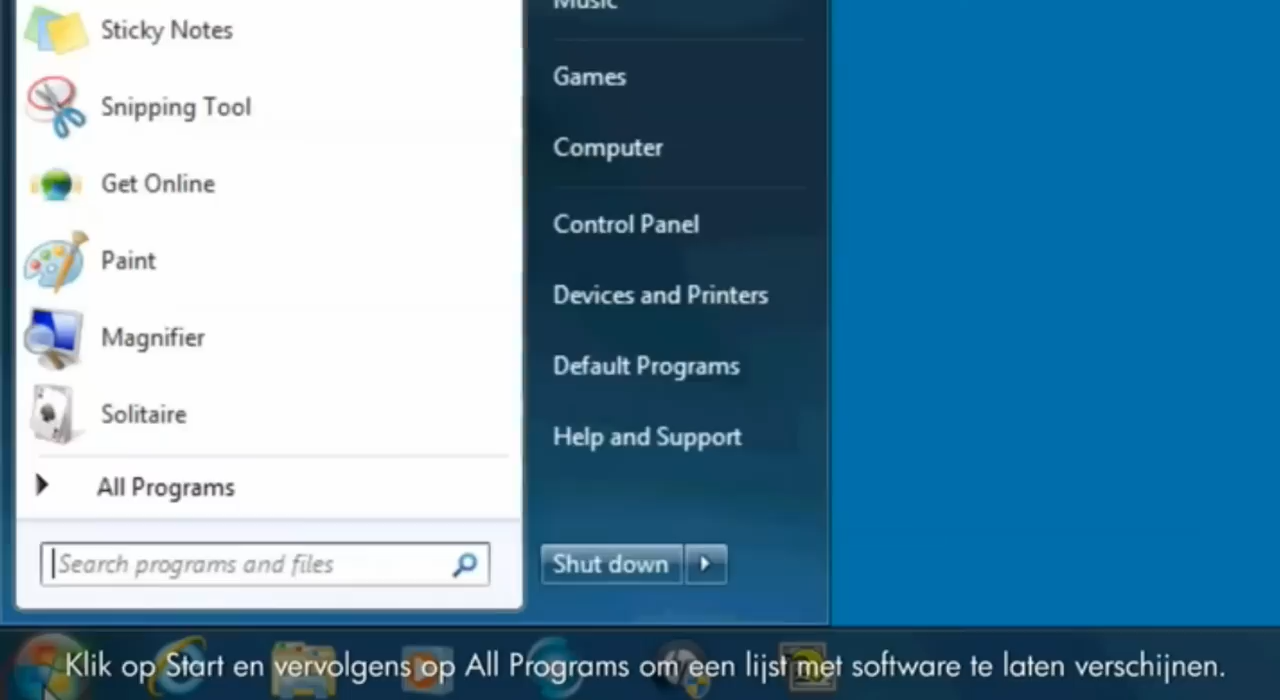 Sticky Notes
Snipping Tool
Get Online
Paint
Magnifier
Solitaire
All Programs
Search programs and files
Music
Games
Computer
Control Panel
Devices and Printers
Default Programs
Help and Support
Shut down
Klik op Start en vervolgens op All Programs om een lijst met software te laten verschijnen.